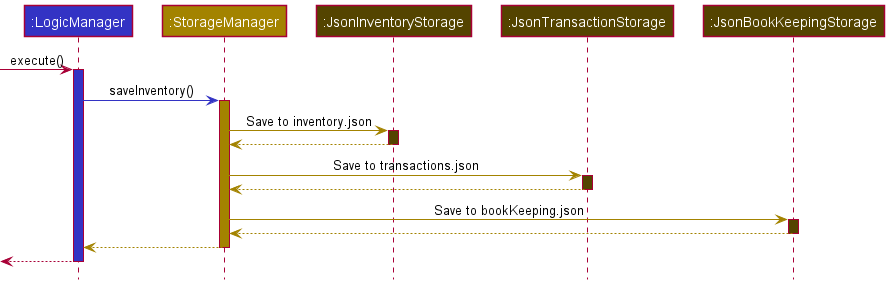 :LogicManager
:StorageManager
:JsonInventoryStorage
:JsonTransactionStorage
:JsonBookKeepingStorage
execute()
saveInventory()
Save to inventory.json
Save to transactions.json
Save to bookKeeping.json